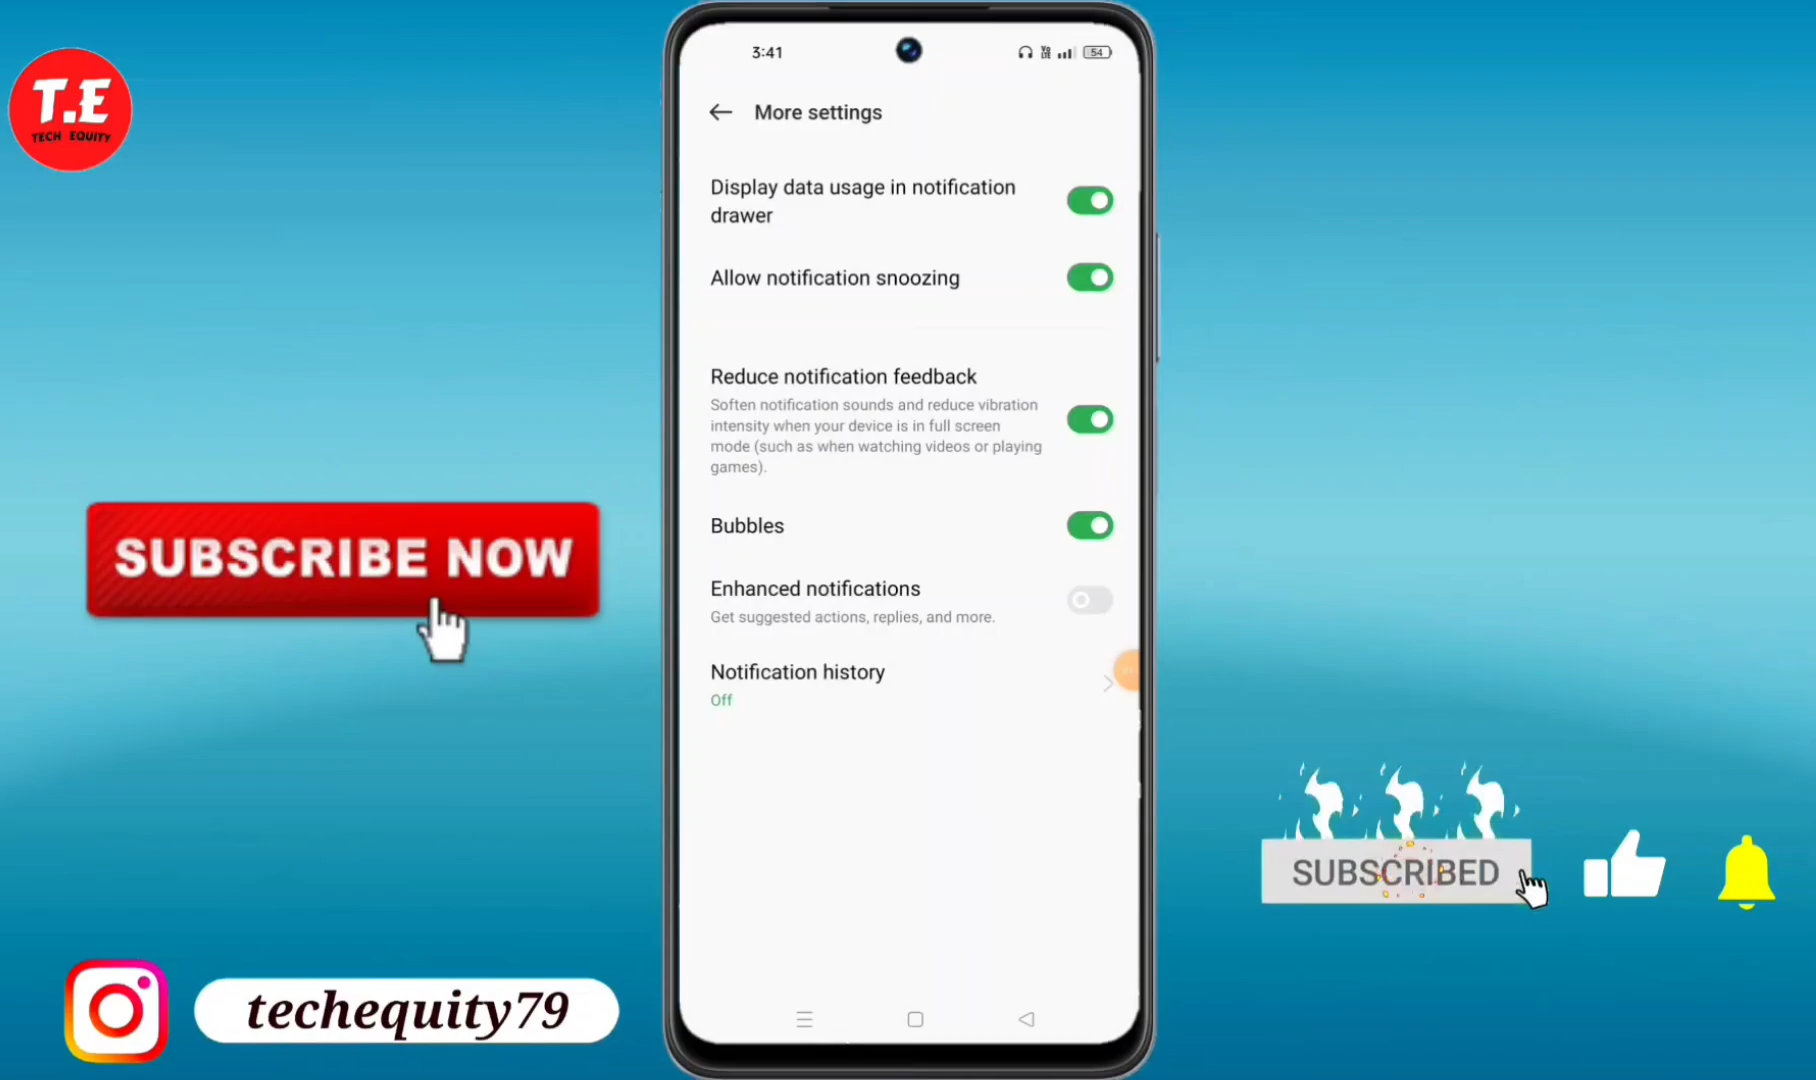 T.E
TECH EQUITY
3:41
54
More settings
Display data usage in notification
drawer
Allow notification snoozing
Reduce notification feedback
Soften notification sounds and reduce vibration
intensity when your device is in full screen
mode (such as when watching videos or playing
games).
Bubbles
Enhanced notifications
Get suggested actions, replies, and more.
Notification history
Off
SUBSCRIBE NOW
SUBSCRIBED
techequity79